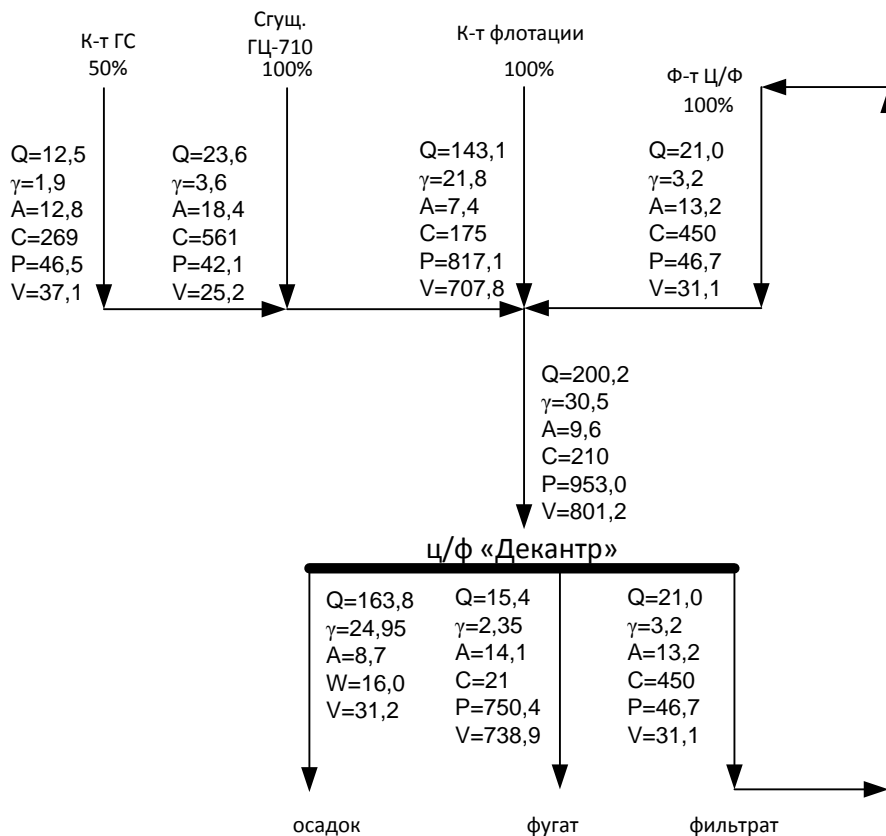 К-т ГС
50%
Сгущ.
ГЦ-710
100%
К-т флотации
100%
Ф-т Ц/Ф
100%
Q=12,5
γ=1,9
A=12,8
C=269
P=46,5
V=37,1
Q=23,6
γ=3,6
A=18,4
C=561
P=42,1
V=25,2
Q=143,1
γ=21,8
A=7,4
C=175
P=817,1
V=707,8
Q=21,0
γ=3,2
A=13,2
C=450
P=46,7
V=31,1
Q=200,2
γ=30,5
A=9,6
C=210
P=953,0
V=801,2
ц/ф «Декантр»
Q=163,8
γ=24,95
A=8,7
W=16,0
V=31,2
Q=15,4
γ=2,35
A=14,1
C=21
P=750,4
V=738,9
Q=21,0
γ=3,2
A=13,2
C=450
P=46,7
V=31,1
осадок
фугат
фильтрат